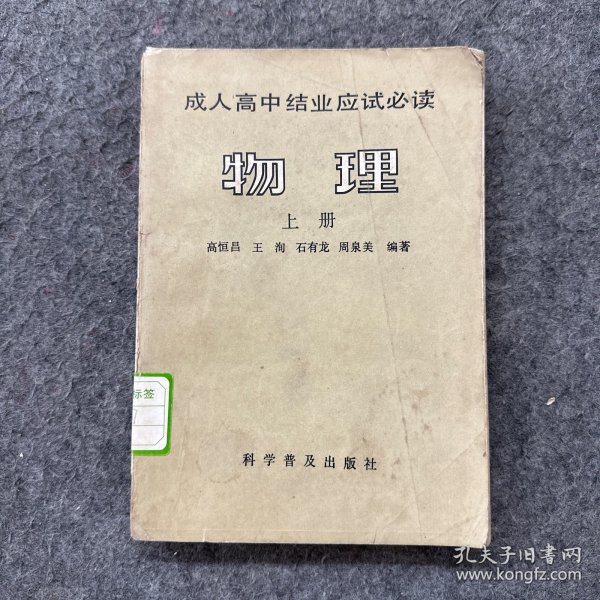 成人高中结业应试必读
物理
上册
高恒昌 王洵 石有龙 周泉美 编著
标签
科学普及出版社
孔夫子旧书网
www.kongfz.com